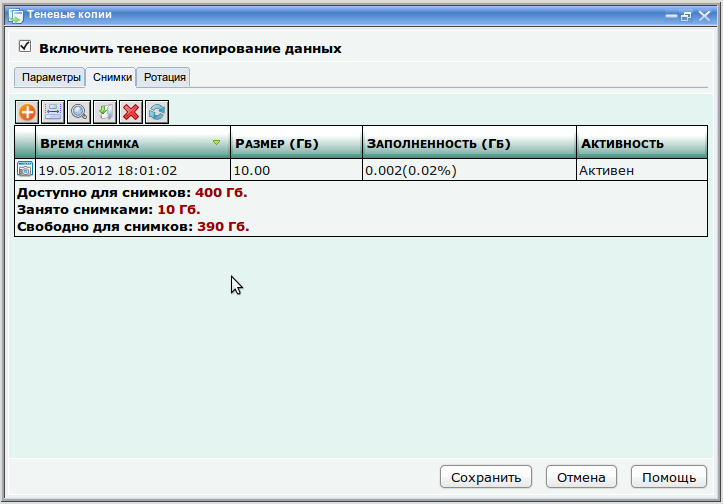 Теневые копии
Включить теневое копирование данных
Параметры Снимки Ротация
Время снимка Размер (Гб) Заполненность (Гб) Активность
19.05.2012 18:01:02 10.00 0.002(0.02%) Активен
Доступно для снимков: 400 Гб.
Занято снимками: 10 Гб.
Свободно для снимков: 390 Гб.
Сохранить Отмена Помощь